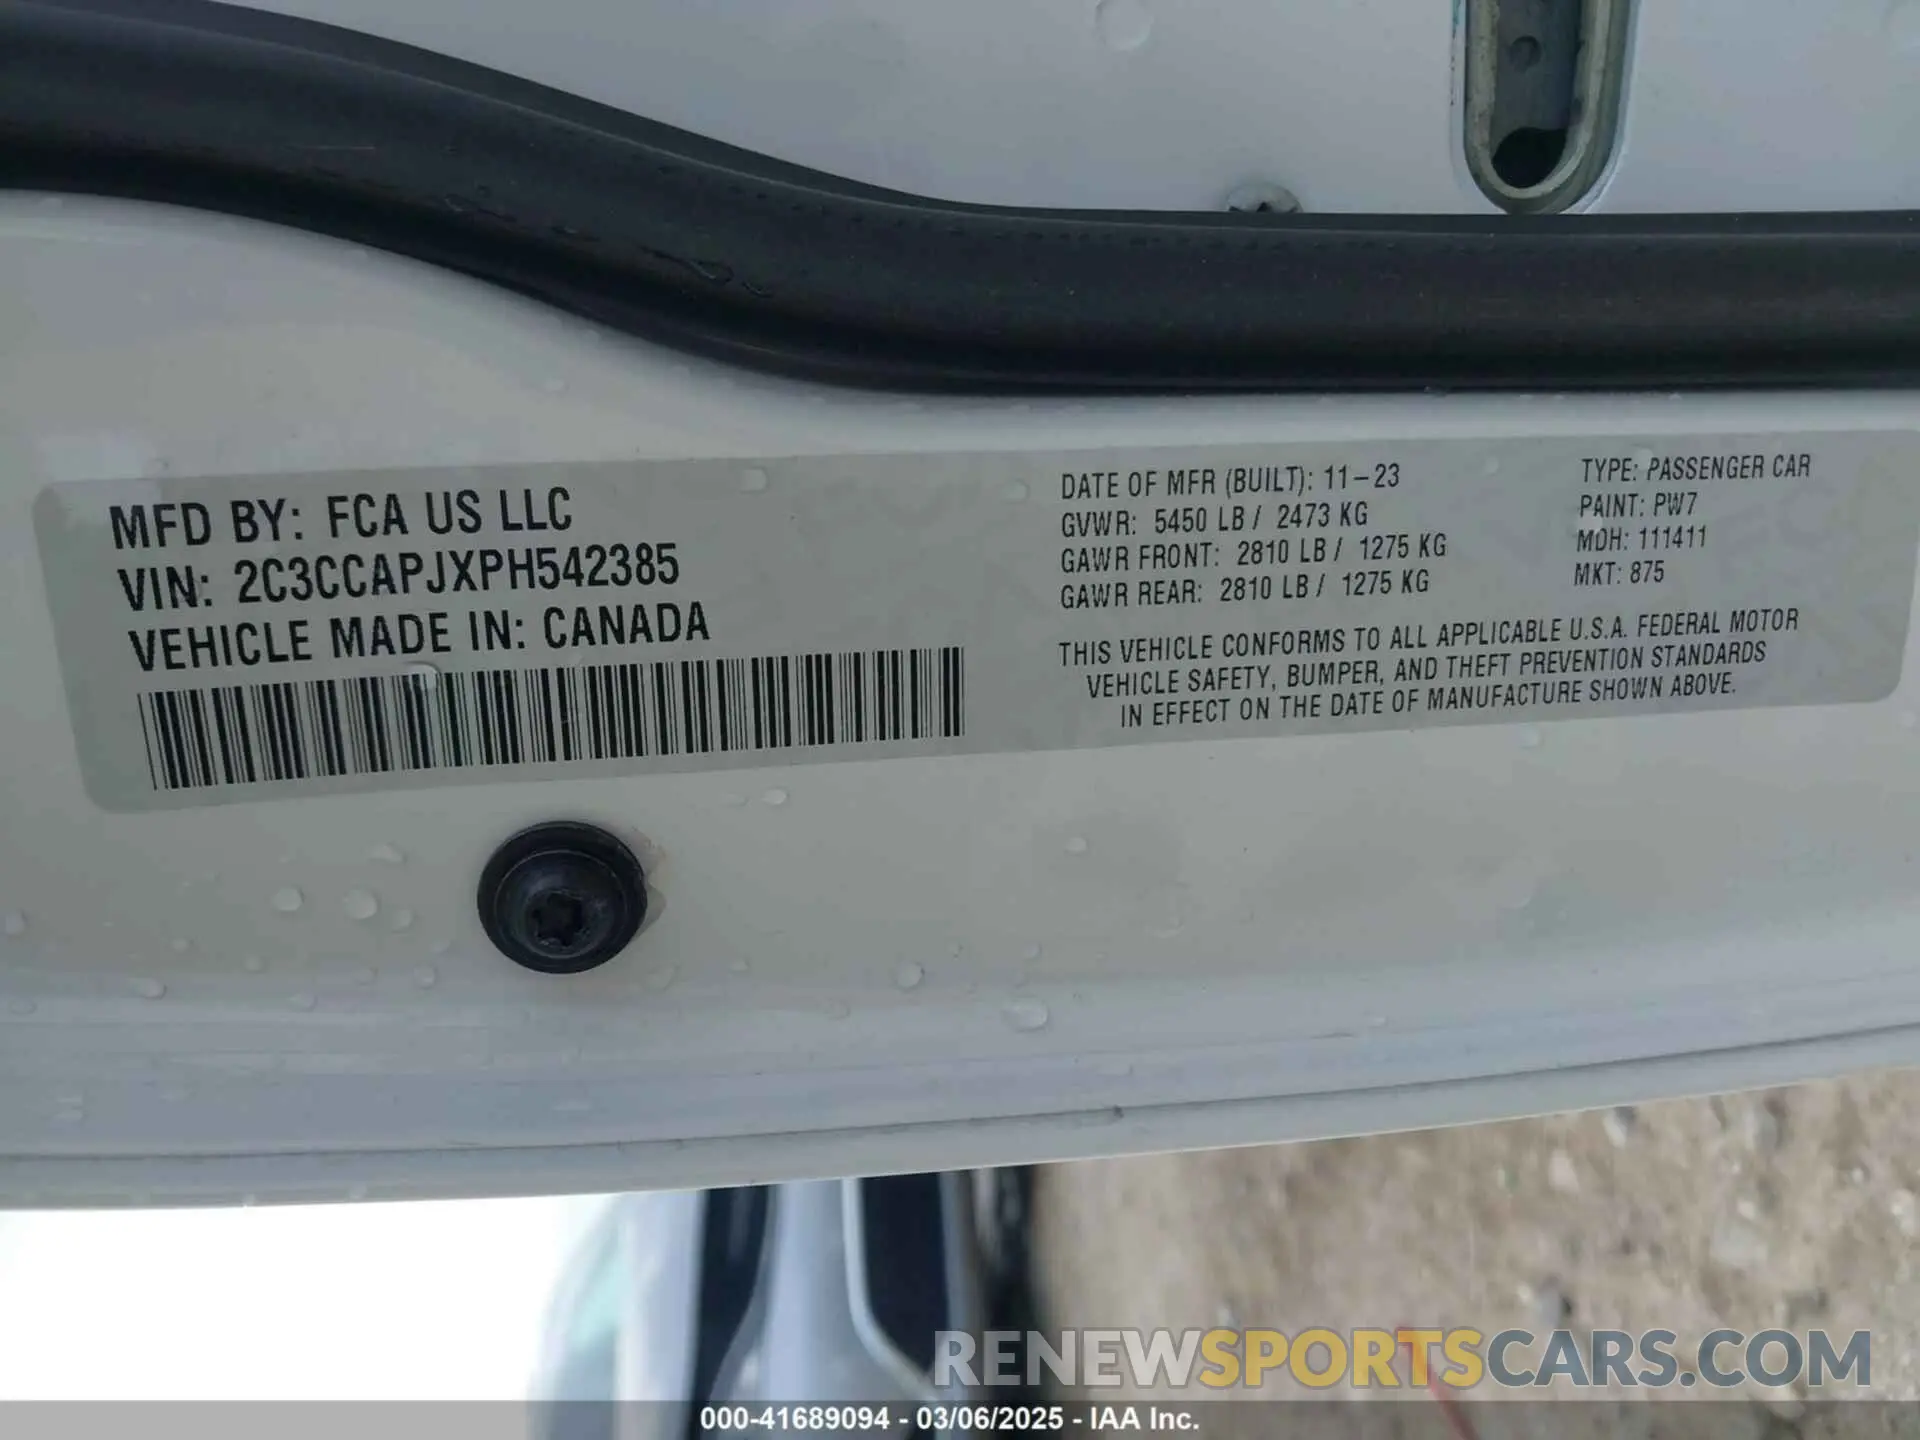 MFD BY: FCA US LLC
VIN: 2C3CCAPJXPH542385
VEHICLE MADE IN: CANADA
DATE OF MFR (BUILT): 11-23
GVWR: 5450 LB / 2473 KG
GAWR FRONT: 2810 LB / 1275 KG
GAWR REAR: 2810 LB / 1275 KG
TYPE: PASSENGER CAR
PAINT: PW7
MDH: 111411
MKT: 875
THIS VEHICLE CONFORMS TO ALL APPLICABLE U.S.A. FEDERAL MOTOR
VEHICLE SAFETY, BUMPER, AND THEFT PREVENTION STANDARDS
IN EFFECT ON THE DATE OF MANUFACTURE SHOWN ABOVE.
RENEWSPORTSCARS.COM
000-41689094 - 03/06/2025 - IAA Inc.